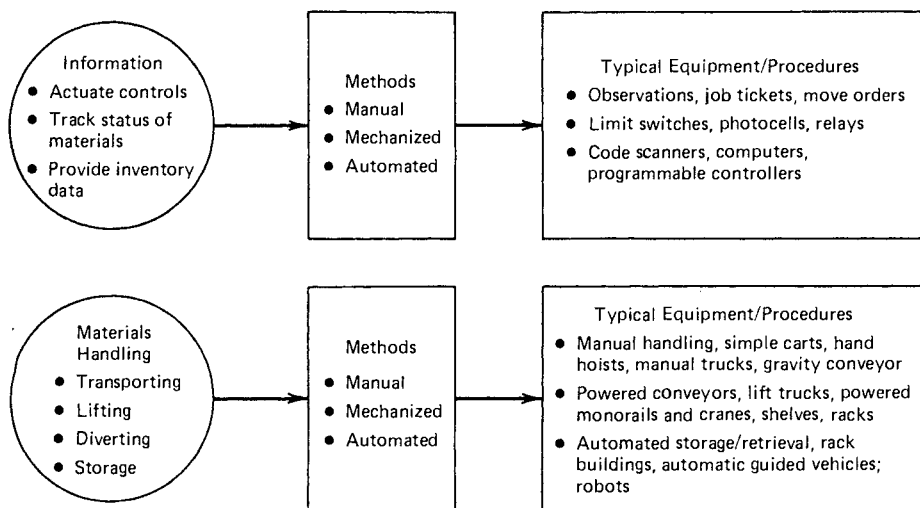 Information
● Actuate controls
● Track status of
materials
● Provide inventory
data
Methods
● Manual
● Mechanized
● Automated
Typical Equipment/Procedures
● Observations, job tickets, move orders
● Limit switches, photocells, relays
● Code scanners, computers,
programmable controllers
Materials
Handling
● Transporting
● Lifting
● Diverting
● Storage
Methods
● Manual
● Mechanized
● Automated
Typical Equipment/Procedures
● Manual handling, simple carts, hand
hoists, manual trucks, gravity conveyor
● Powered conveyors, lift trucks, powered
monorails and cranes, shelves, racks
● Automated storage/retrieval, rack
buildings, automatic guided vehicles;
robots